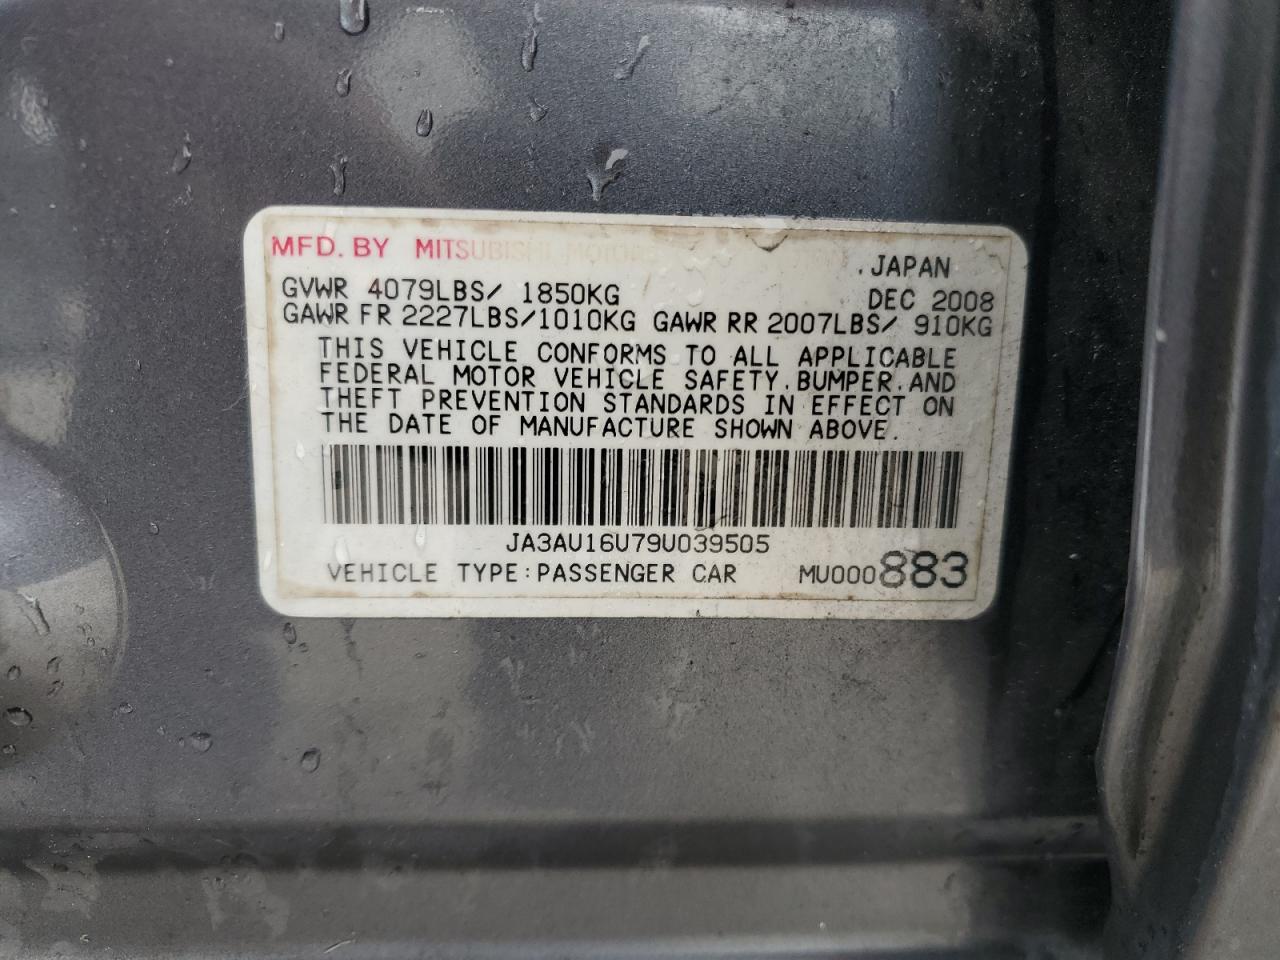 MFD. BY MITSUBISHI MOTORS
.JAPAN
GVWR 4079LBS/ 1850KG DEC 2008
GAWR FR 2227LBS/1010KG GAWR RR 2007LBS/ 910KG
THIS VEHICLE CONFORMS TO ALL APPLICABLE
FEDERAL MOTOR VEHICLE SAFETY.BUMPER.AND
THEFT PREVENTION STANDARDS IN EFFECT ON
THE DATE OF MANUFACTURE SHOWN ABOVE.
JA3AU16U79U039505
VEHICLE TYPE:PASSENGER CAR MU000883